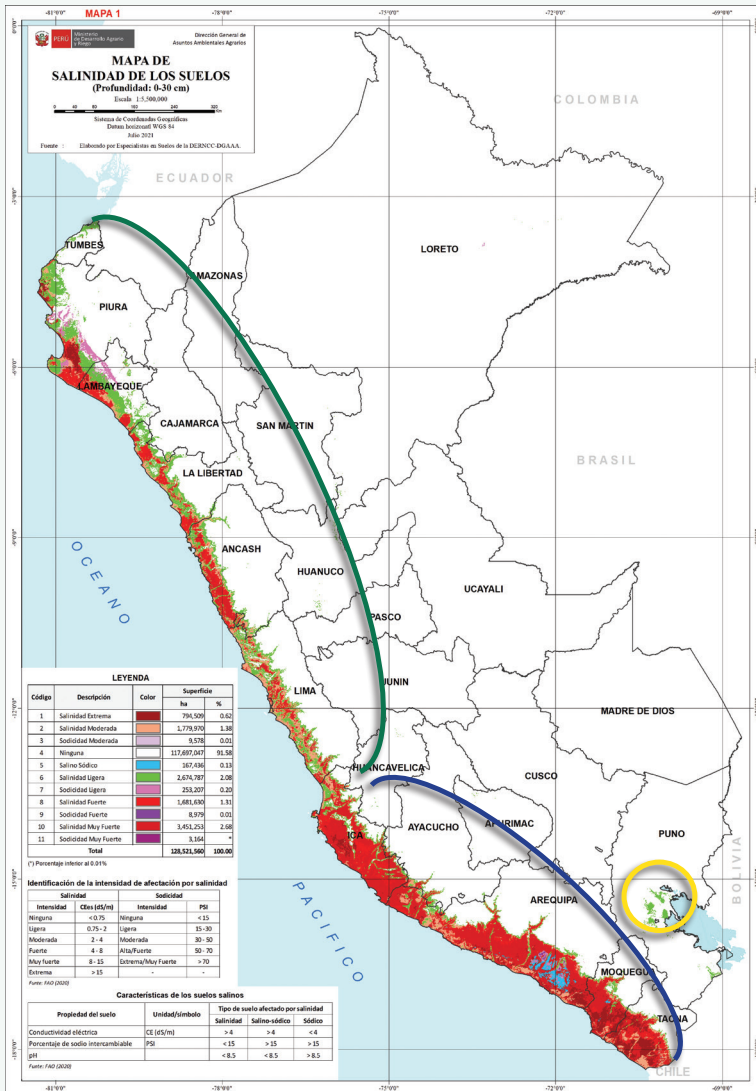 MAPA 1
PERÚ
Ministerio
de Desarrollo Agrario
y Riego
Dirección General de
Asuntos Ambientales Agrarios
MAPA DE
SALINIDAD DE LOS SUELOS
(Profundidad: 0-30 cm)
Escala 1:5,500,000
Sistema de Coordenadas Geográficas
Datum horizontal WGS 84
Julio 2021
Fuente : Elaborado por Especialistas en Suelos de la DERNCC-DGAAA.
COLOMBIA
ECUADOR
BRASIL
BOLIVIA
CHILE
OCEANO
PACIFICO
TUMBES
PIURA
AMAZONAS
LORETO
LAMBAYEQUE
CAJAMARCA
SAN MARTIN
LA LIBERTAD
ANCASH
HUANUCO
UCAYALI
PASCO
LIMA
JUNIN
MADRE DE DIOS
HUANCAVELICA
CUSCO
ICA
AYACUCHO
APURIMAC
PUNO
AREQUIPA
MOQUEGUA
TACNA
LEYENDA
Código Descripción Color Superficie
ha %
1 Salinidad Extrema 794,509 0.62
2 Salinidad Moderada 1,779,970 1.38
3 Sodicidad Moderada 9,578 0.01
4 Ninguna 117,697,047 91.58
5 Salino Sódico 167,436 0.13
6 Salinidad Ligera 2,674,787 2.08
7 Sodicidad Ligera 253,207 0.20
8 Salinidad Fuerte 1,681,630 1.31
9 Sodicidad Fuerte 8,979 0.01
10 Salinidad Muy Fuerte 3,451,253 2.68
11 Sodicidad Muy Fuerte 3,164 *
Total 128,521,560 100.00
(*) Porcentaje inferior al 0.01%
Identificación de la intensidad de afectación por salinidad
Salinidad Sodicidad
Intensidad CEes (dS/m) Intensidad PSI
Ninguna < 0.75 Ninguna < 15
Ligera 0.75 - 2 Ligera 15-30
Moderada 2 - 4 Moderada 30 - 50
Fuerte 4 - 8 Alta/Fuerte 50 - 70
Muy fuerte 8 - 15 Extrema/Muy Fuerte > 70
Extrema > 15 - -
Fuente: FAO (2020)
Características de los suelos salinos
Propiedad del suelo Unidad/símbolo Tipo de suelo afectado por salinidad
Salinidad Salino-sódico Sódico
Conductividad eléctrica CE (dS/m) > 4 > 4 < 4
Porcentaje de sodio intercambiable PSI < 15 > 15 > 15
pH < 8.5 < 8.5 > 8.5
Fuente: FAO (2020)